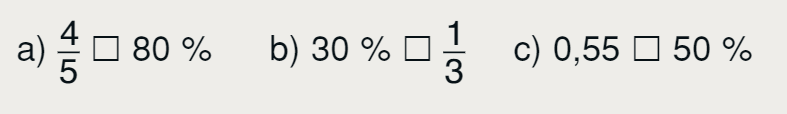 a) 4/5 □ 80 % b) 30 % □ 1/3 c) 0,55 □ 50 %